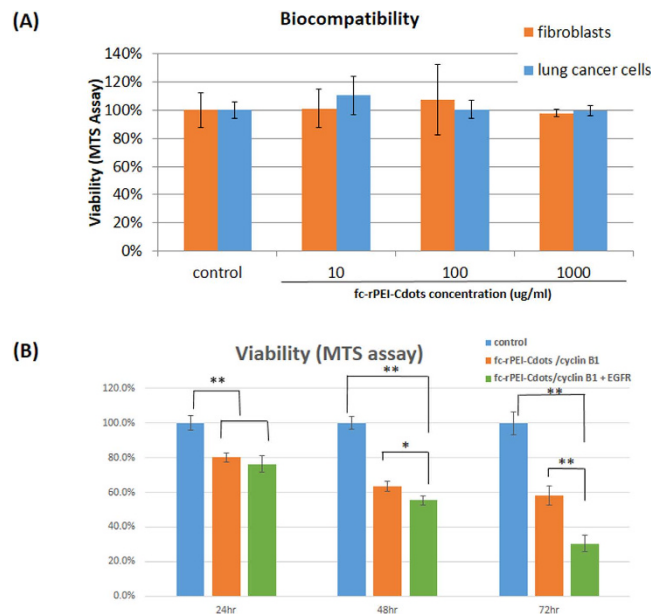 (A)
Biocompatibility
fibroblasts
lung cancer cells
Viability (MTS Assay)
140%
120%
100%
80%
60%
40%
20%
0%
control
10
100
1000
fc-rPEI-Cdots concentration (ug/ml)
(B)
Viability (MTS assay)
control
fc-rPEI-Cdots /cyclin B1
fc-rPEI-Cdots/cyclin B1 + EGFR
120.0%
100.0%
80.0%
60.0%
40.0%
20.0%
0.0%
**
**
*
**
**
24hr
48hr
72hr